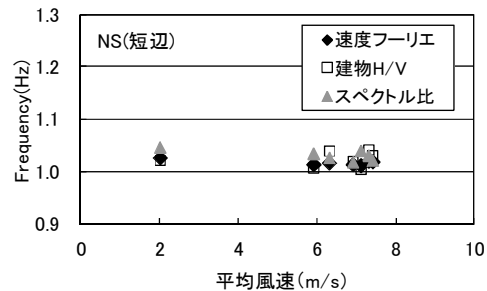 1.3
1.2
1.1
1.0
0.9
Frequency(Hz)
NS(短辺)
速度フーリエ
建物H/V
スペクトル比
0 2 4 6 8 10
平均風速(m/s)